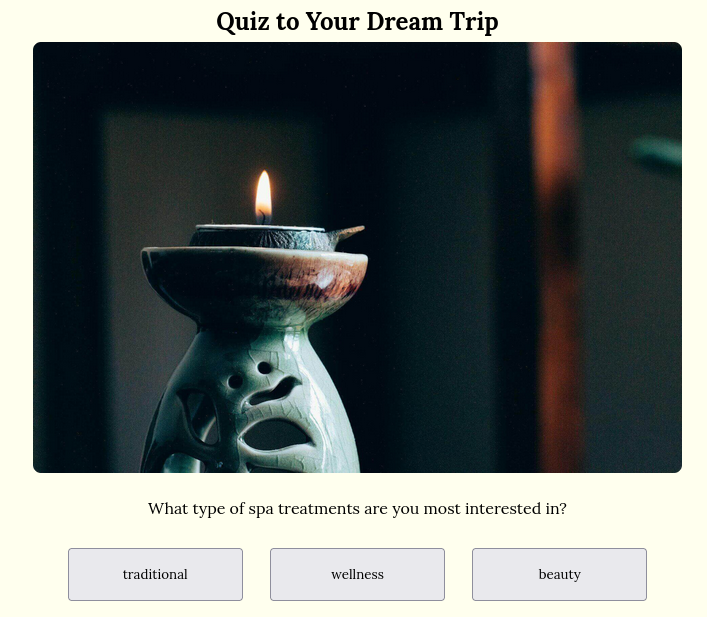 Quiz to Your Dream Trip
What type of spa treatments are you most interested in?
traditional
wellness
beauty